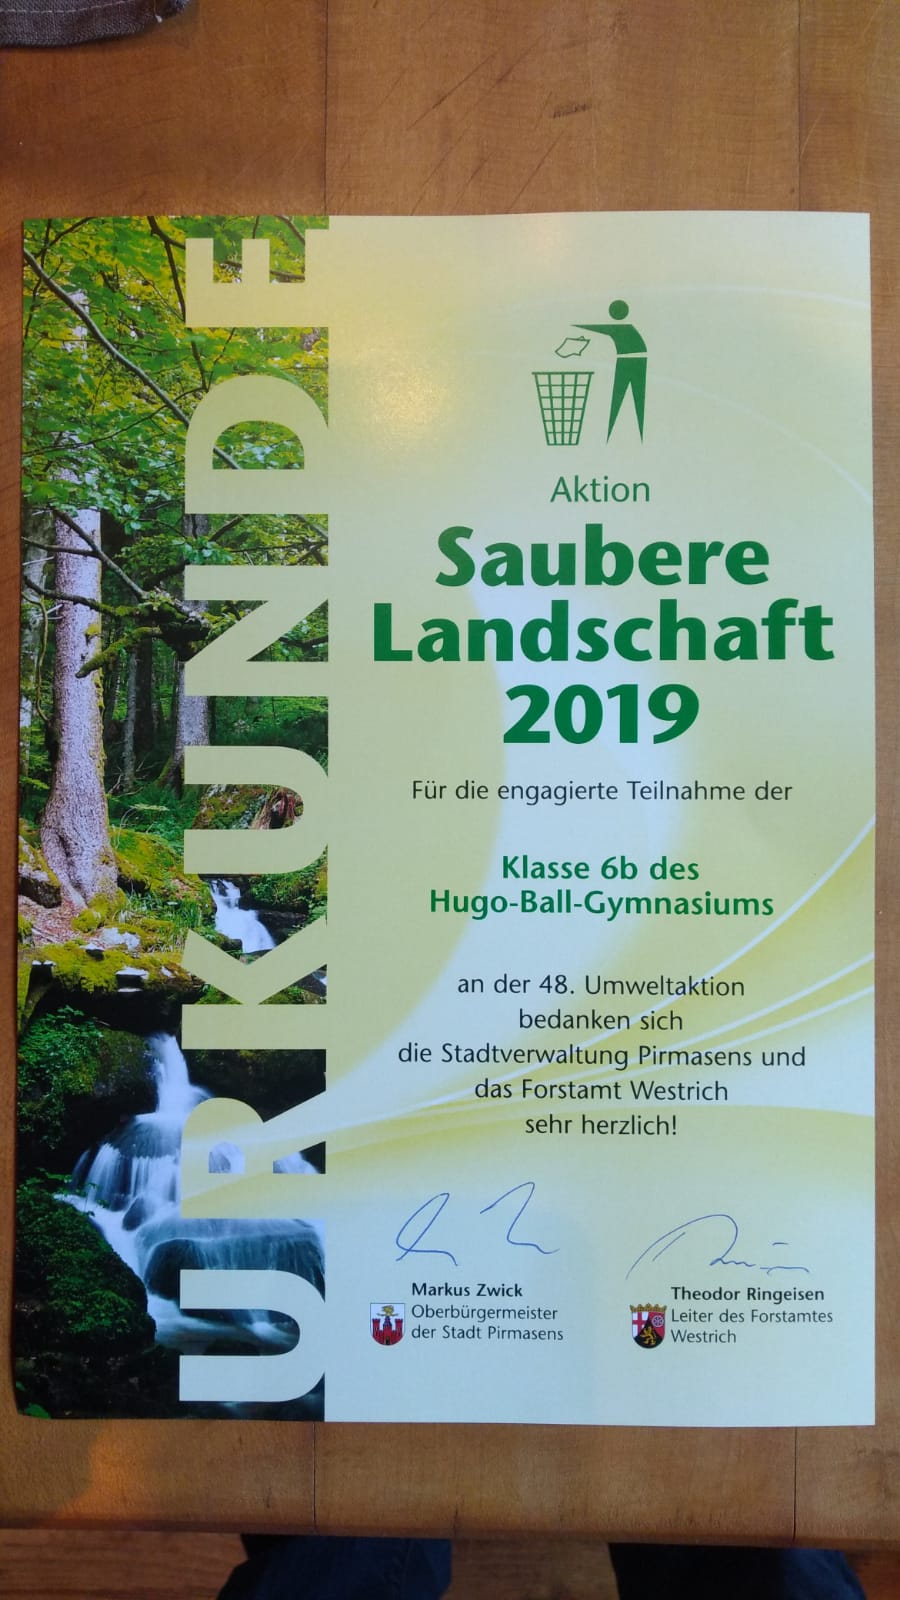 URKUNDE
Aktion
Saubere
Landschaft
2019
Für die engagierte Teilnahme der
Klasse 6b des
Hugo-Ball-Gymnasiums
an der 48. Umweltaktion
bedanken sich
die Stadtverwaltung Pirmasens und
das Forstamt Westrich
sehr herzlich!
Markus Zwick
Oberbürgermeister
der Stadt Pirmasens
Theodor Ringeisen
Leiter des Forstamtes
Westrich